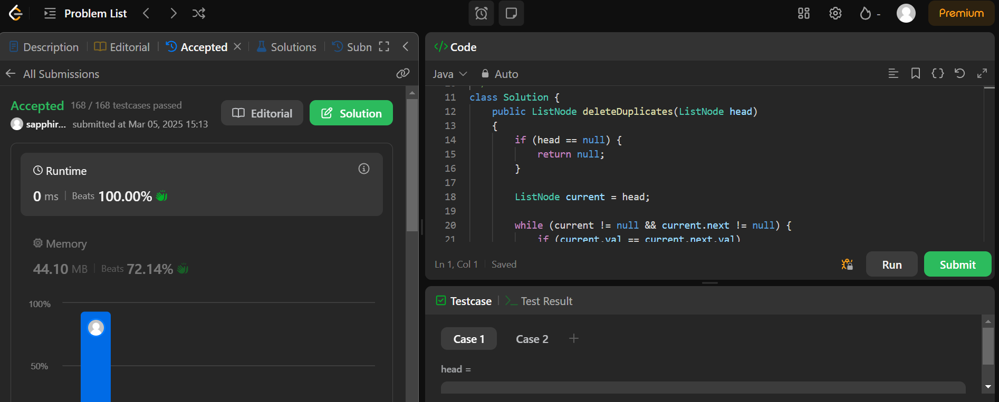 Problem List
- Premium
Description Editorial Accepted Solutions Subn
All Submissions
Accepted 168 / 168 testcases passed
sapphir... submitted at Mar 05, 2025 15:13
Editorial Solution
Runtime
0 ms Beats 100.00%
Memory
44.10 MB Beats 72.14%
100%
50%
</> Code
Java Auto
11 class Solution {
12 public ListNode deleteDuplicates(ListNode head)
13 {
14 if (head == null) {
15 return null;
16 }
17
18 ListNode current = head;
19
20 while (current != null && current.next != null) {
21 if (current.val == current.next.val)
Ln 1, Col 1 Saved
Run Submit
Testcase >_ Test Result
Case 1 Case 2 +
head =